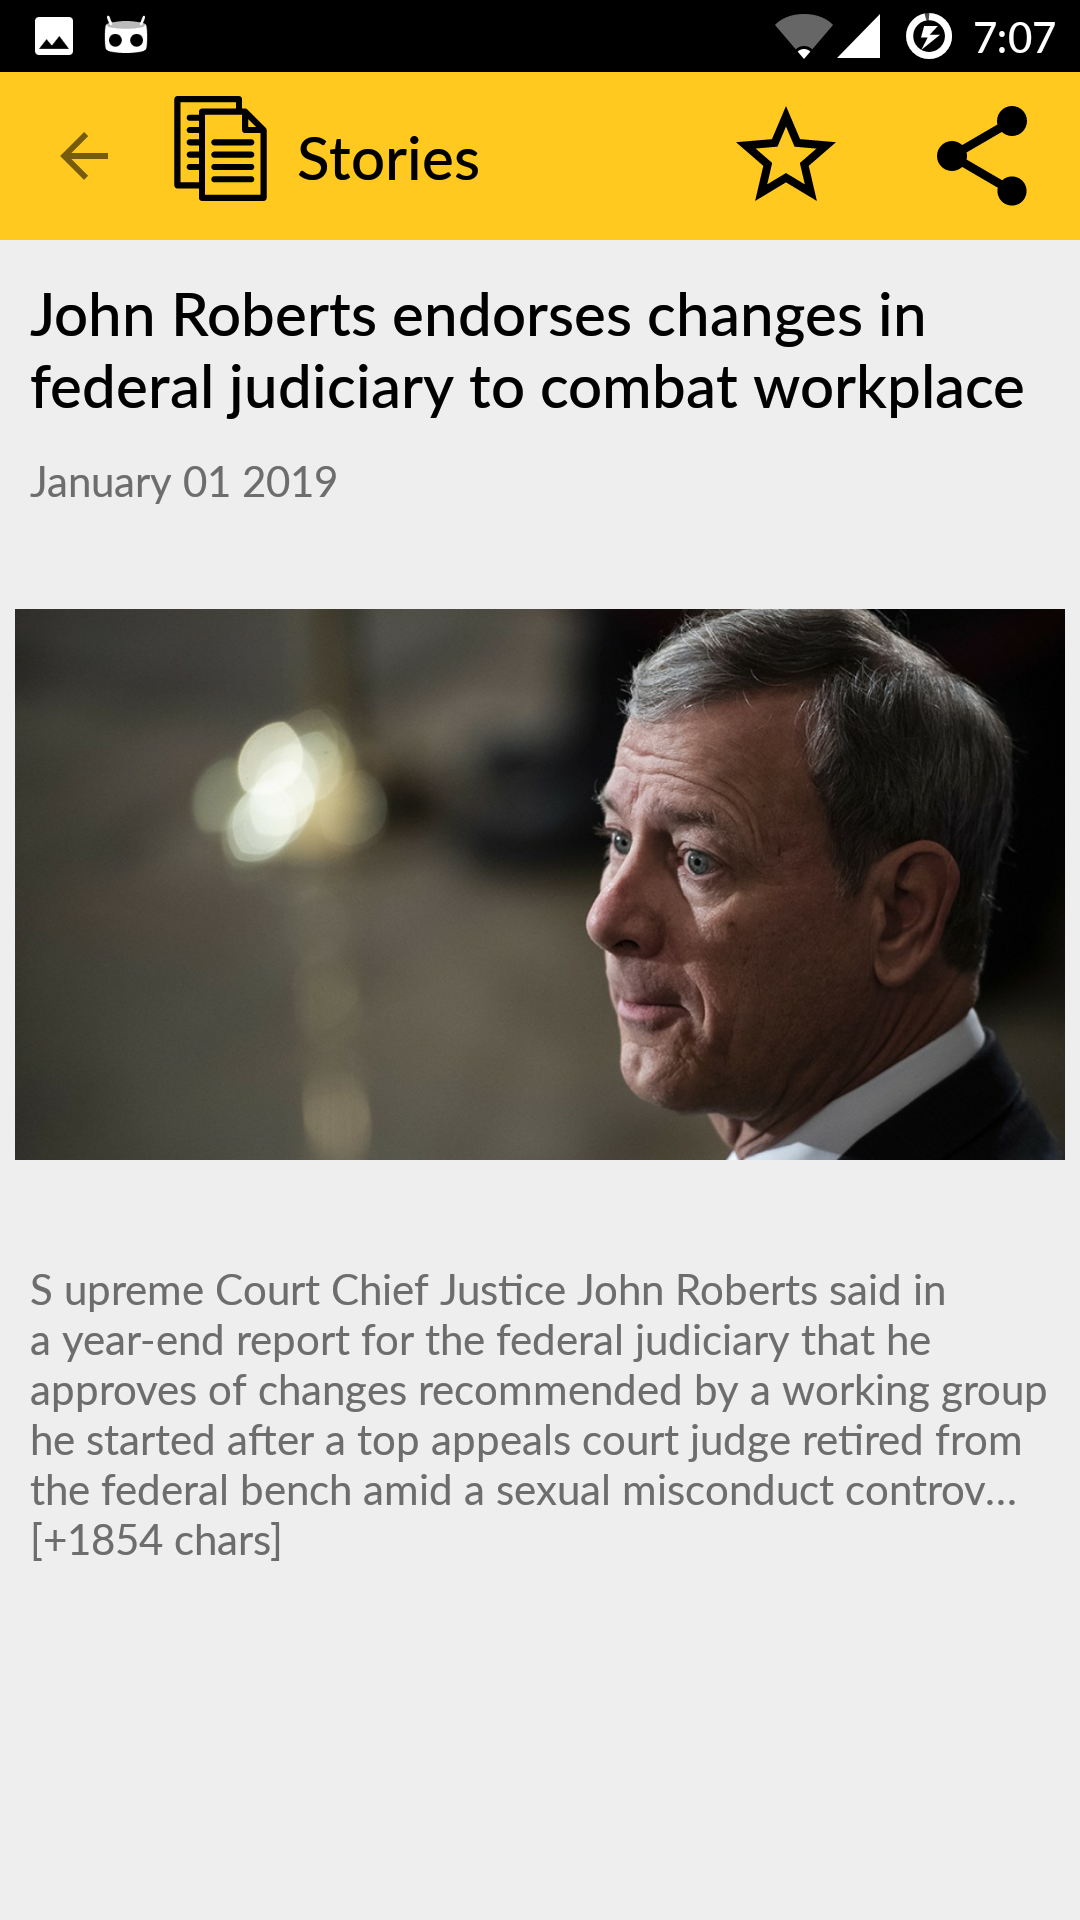 7:07
Stories
John Roberts endorses changes in
federal judiciary to combat workplace
January 01 2019
S upreme Court Chief Justice John Roberts said in
a year-end report for the federal judiciary that he
approves of changes recommended by a working group
he started after a top appeals court judge retired from
the federal bench amid a sexual misconduct controv…
[+1854 chars]